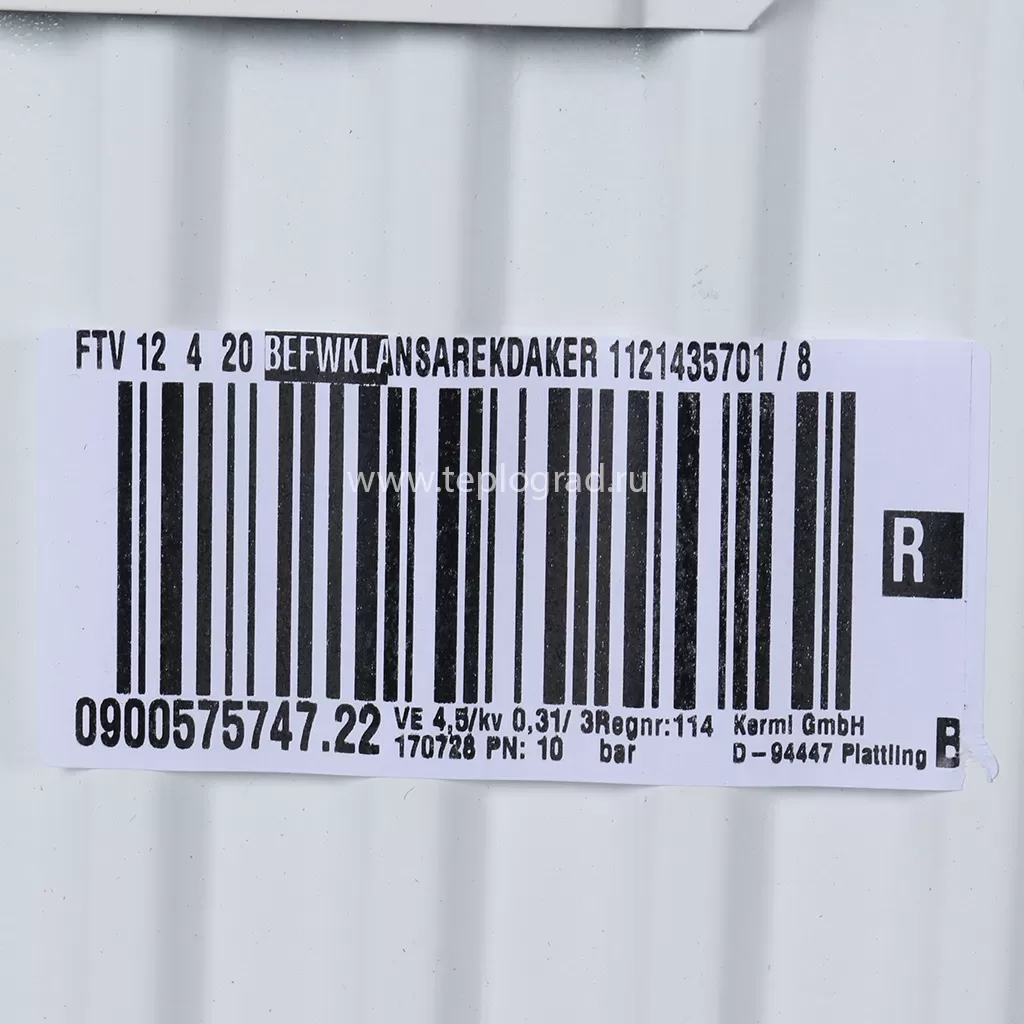 FTV 12 4 20 BEFWKLANSAREKDAKER 1121435701 / 8
www.teplograd.ru
R
0900575747.22
VE 4,5/kv 0,31/ 3Regnr:114
170728 PN: 10 bar
Kermi GmbH
D-94447 Plattling
B